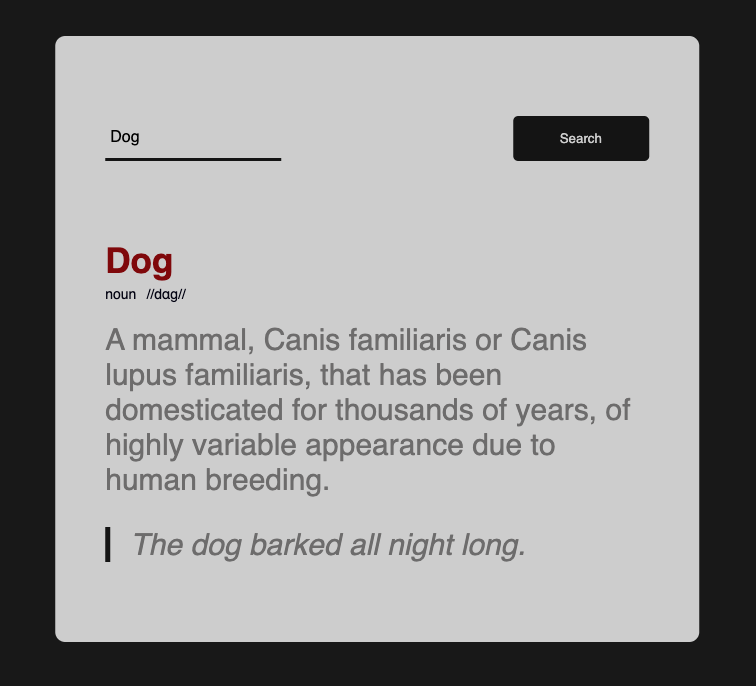 Dog
Search
Dog
noun //dɑg//
A mammal, Canis familiaris or Canis
lupus familiaris, that has been
domesticated for thousands of years, of
highly variable appearance due to
human breeding.
The dog barked all night long.